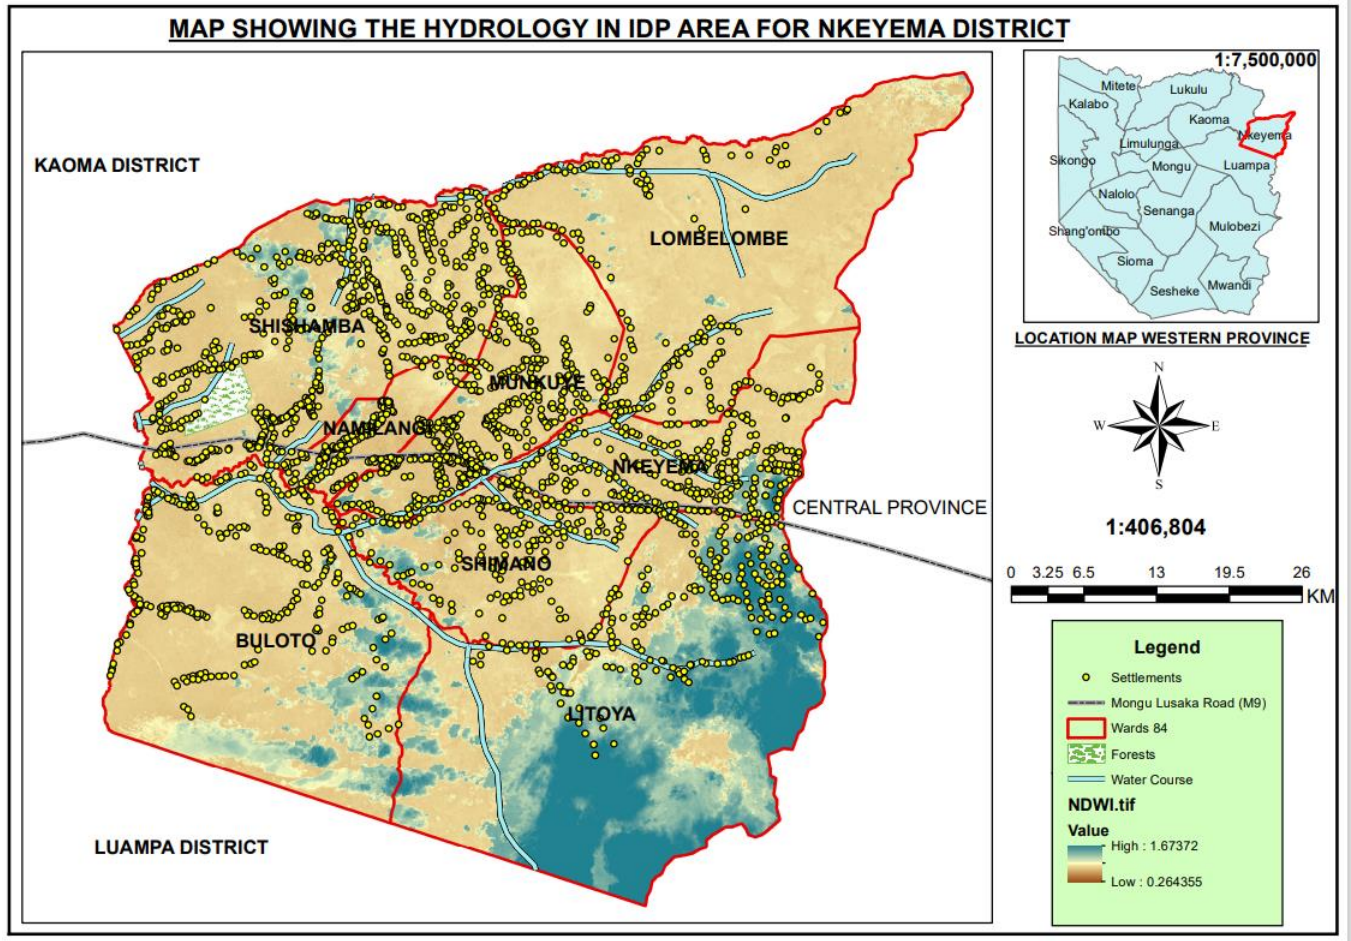 MAP SHOWING THE HYDROLOGY IN IDP AREA FOR NKEYEMA DISTRICT
KAOMA DISTRICT
LOMBELOMBE
SHISHAMBA
MUNKUYE
NAMILANGI
NKEYEMA
CENTRAL PROVINCE
SHIMANO
BULOTO
LITOYA
LUAMPA DISTRICT
1:7,500,000
Mitete
Lukulu
Kalabo
Kaoma
Nkeyema
Limulunga
Sikongo
Mongu
Luampa
Nalolo
Senanga
Shang'ombo
Mulobezi
Sioma
Sesheke
Mwandi
LOCATION MAP WESTERN PROVINCE
N
W
E
S
1:406,804
0 3.25 6.5 13 19.5 26
KM
Legend
Settlements
Mongu Lusaka Road (M9)
Wards 84
Forests
Water Course
NDWI.tif
Value
High : 1.67372
Low : 0.264355